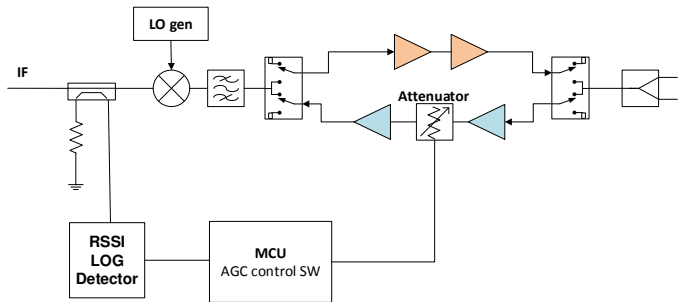 LO gen
IF
Attenuator
RSSI
LOG
Detector
MCU
AGC control SW